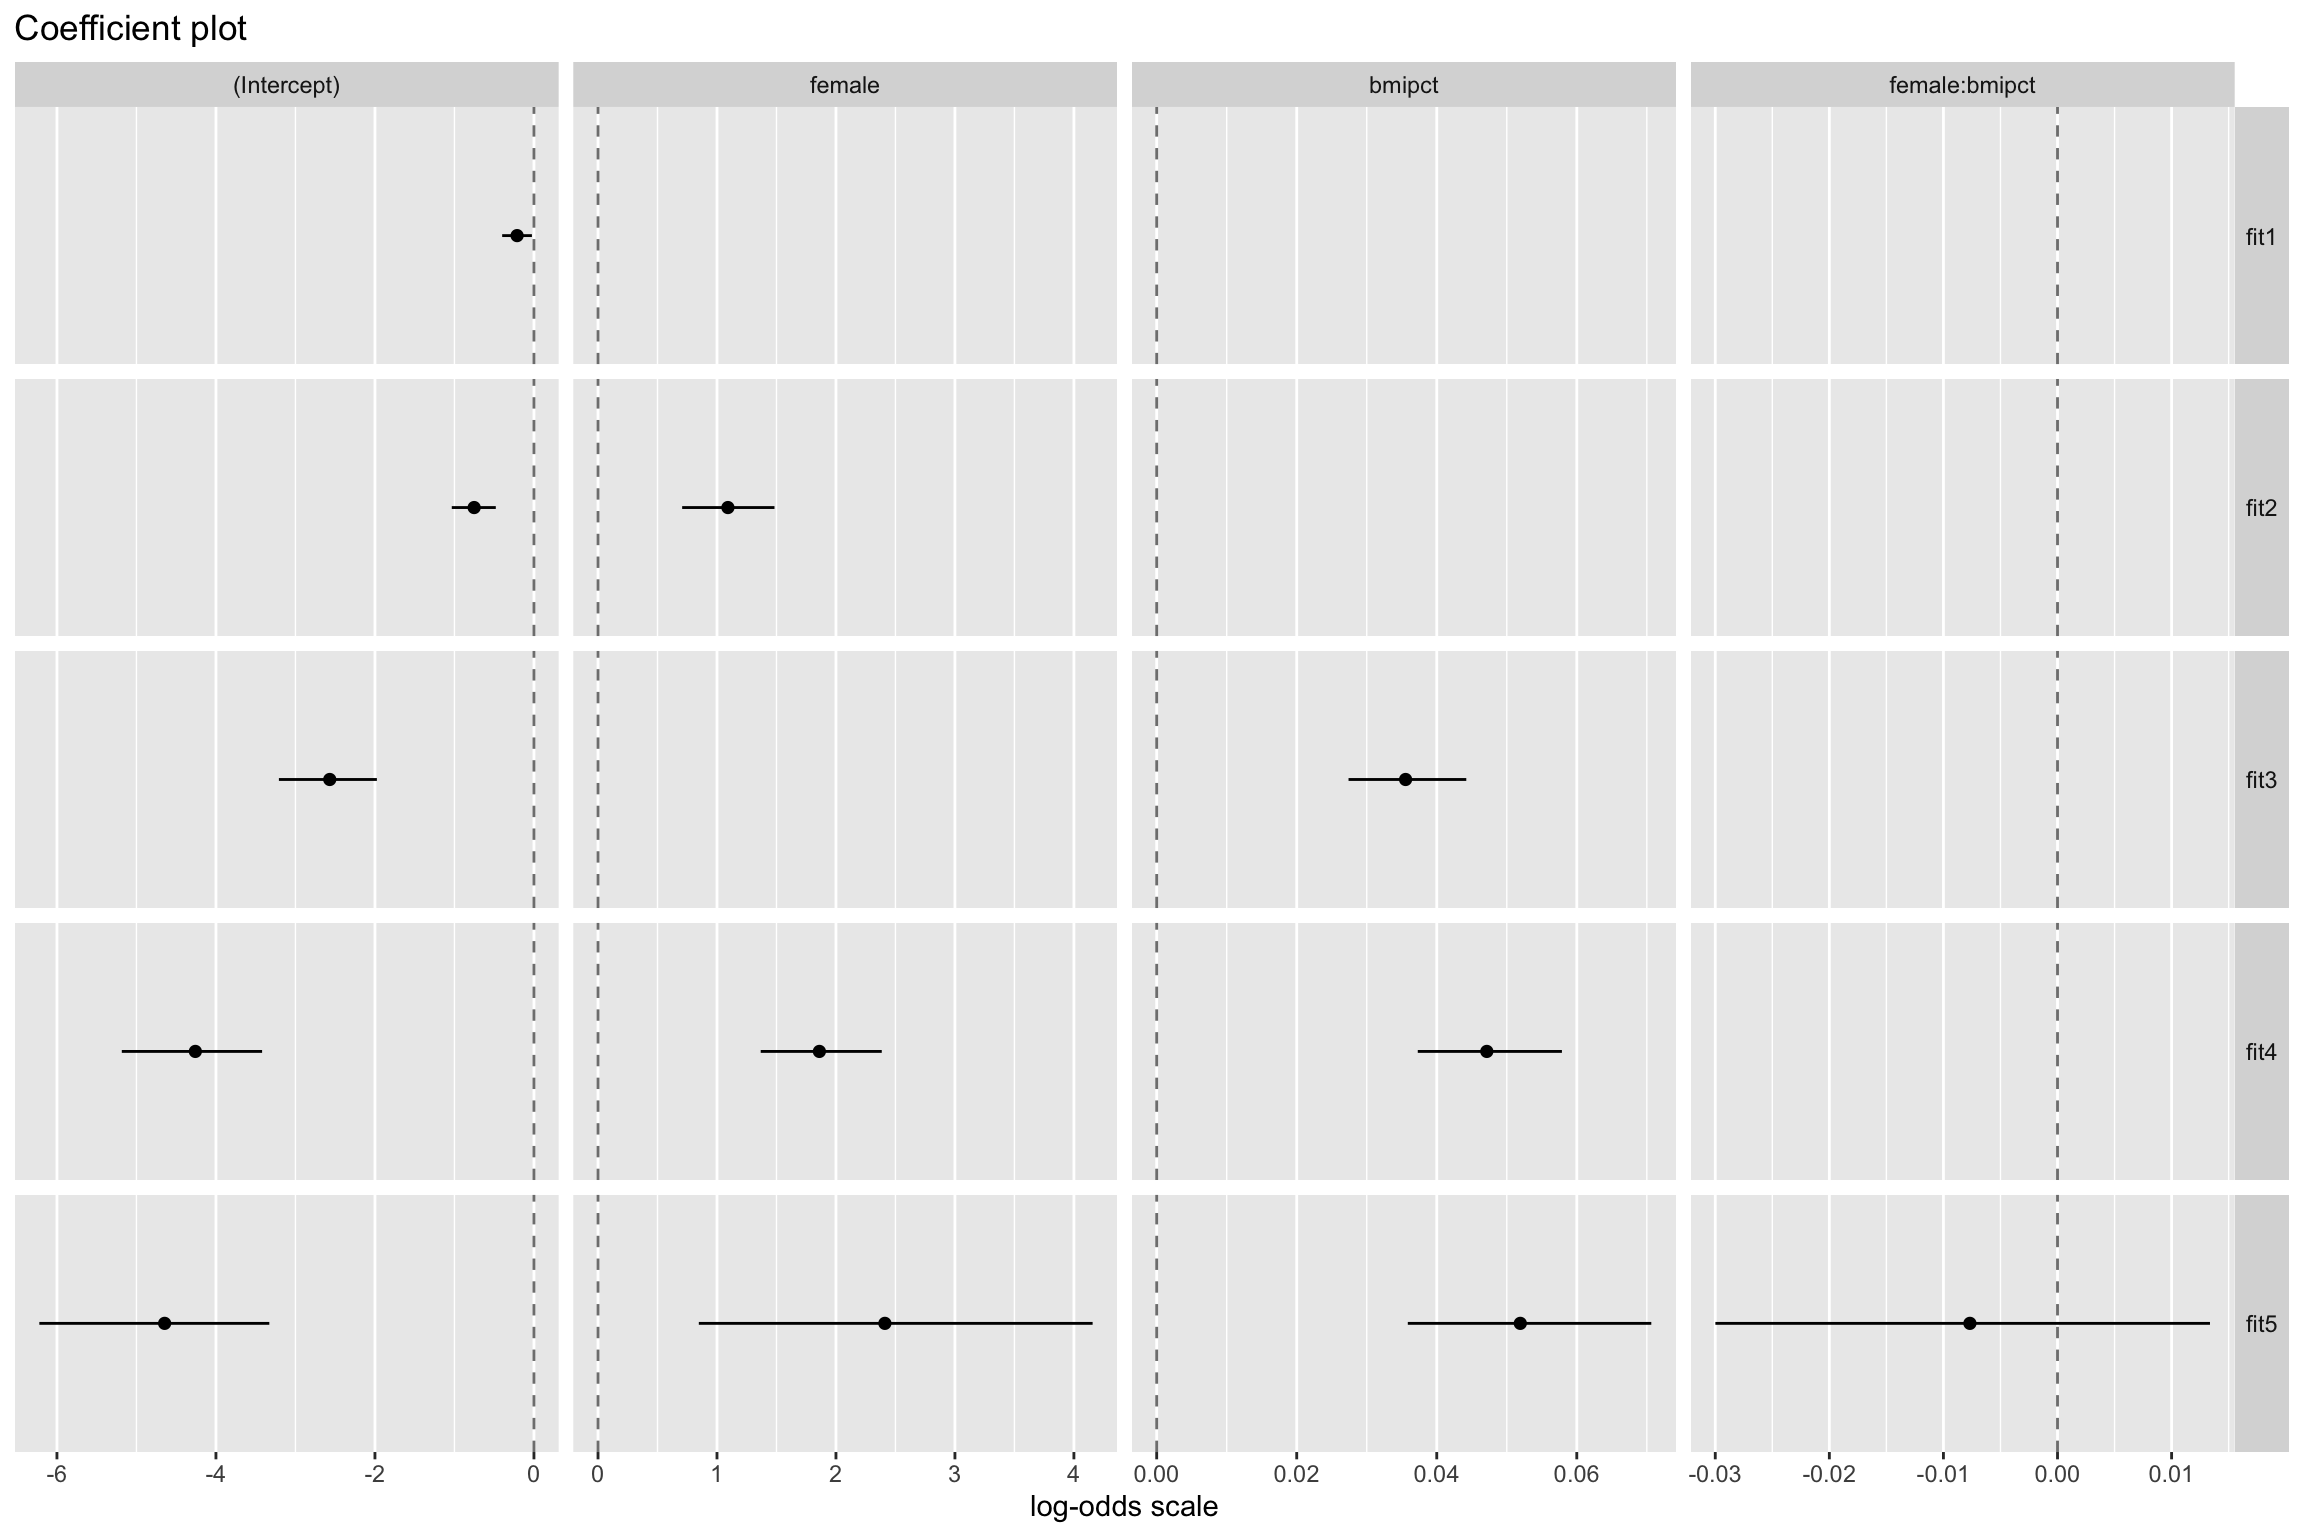 Coefficient plot
(Intercept) female bmipct female:bmipct
fit1
fit2
fit3
fit4
fit5
-6 -4 -2 0 0 1 2 3 4 0.00 0.02 0.04 0.06 -0.03 -0.02 -0.01 0.00 0.01
log-odds scale